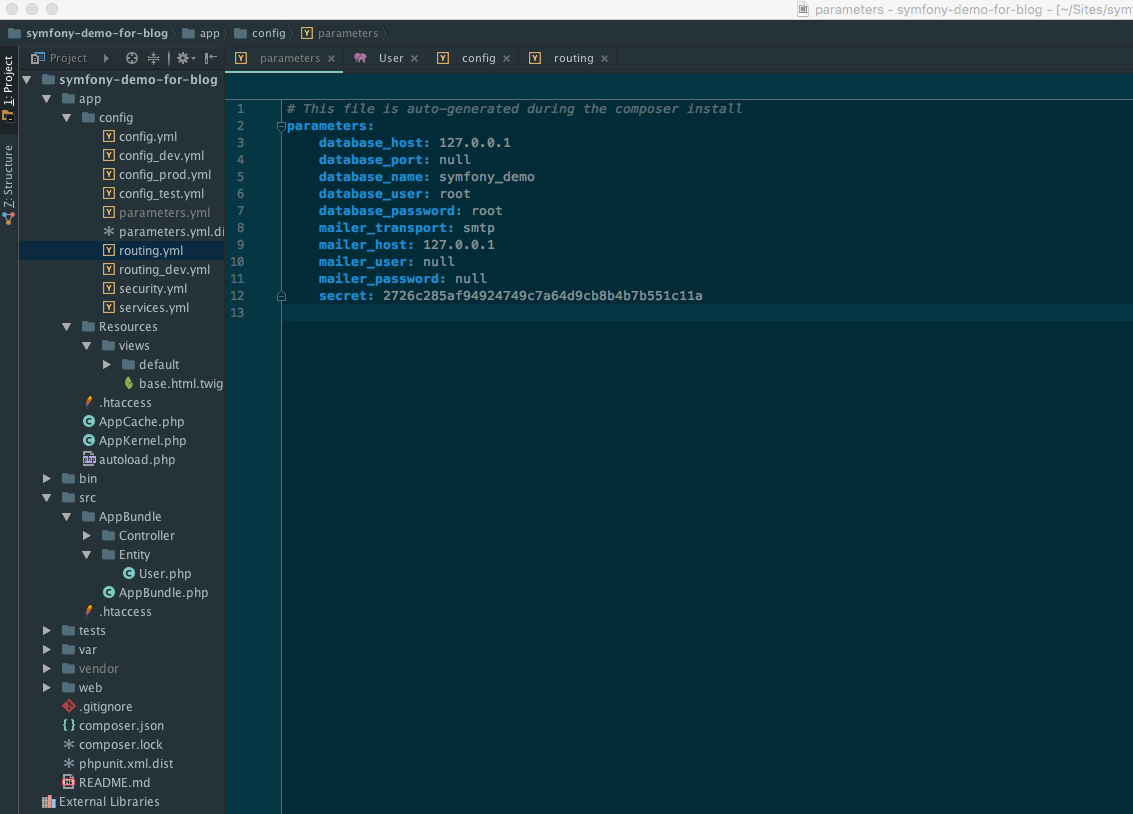 parameters - symfony-demo-for-blog - [~/Sites/sym
symfony-demo-for-blog app config parameters
1: Project
7: Structure
Project
parameters User config routing
symfony-demo-for-blog
app
config
config.yml
config_dev.yml
config_prod.yml
config_test.yml
parameters.yml
parameters.yml.di
routing.yml
routing_dev.yml
security.yml
services.yml
Resources
views
default
base.html.twig
.htaccess
AppCache.php
AppKernel.php
autoload.php
bin
src
AppBundle
Controller
Entity
User.php
AppBundle.php
.htaccess
tests
var
vendor
web
.gitignore
composer.json
composer.lock
phpunit.xml.dist
README.md
External Libraries
1 # This file is auto-generated during the composer install
2 parameters:
3 database_host: 127.0.0.1
4 database_port: null
5 database_name: symfony_demo
6 database_user: root
7 database_password: root
8 mailer_transport: smtp
9 mailer_host: 127.0.0.1
10 mailer_user: null
11 mailer_password: null
12 secret: 2726c285af94924749c7a64d9cb8b4b7b551c11a
13